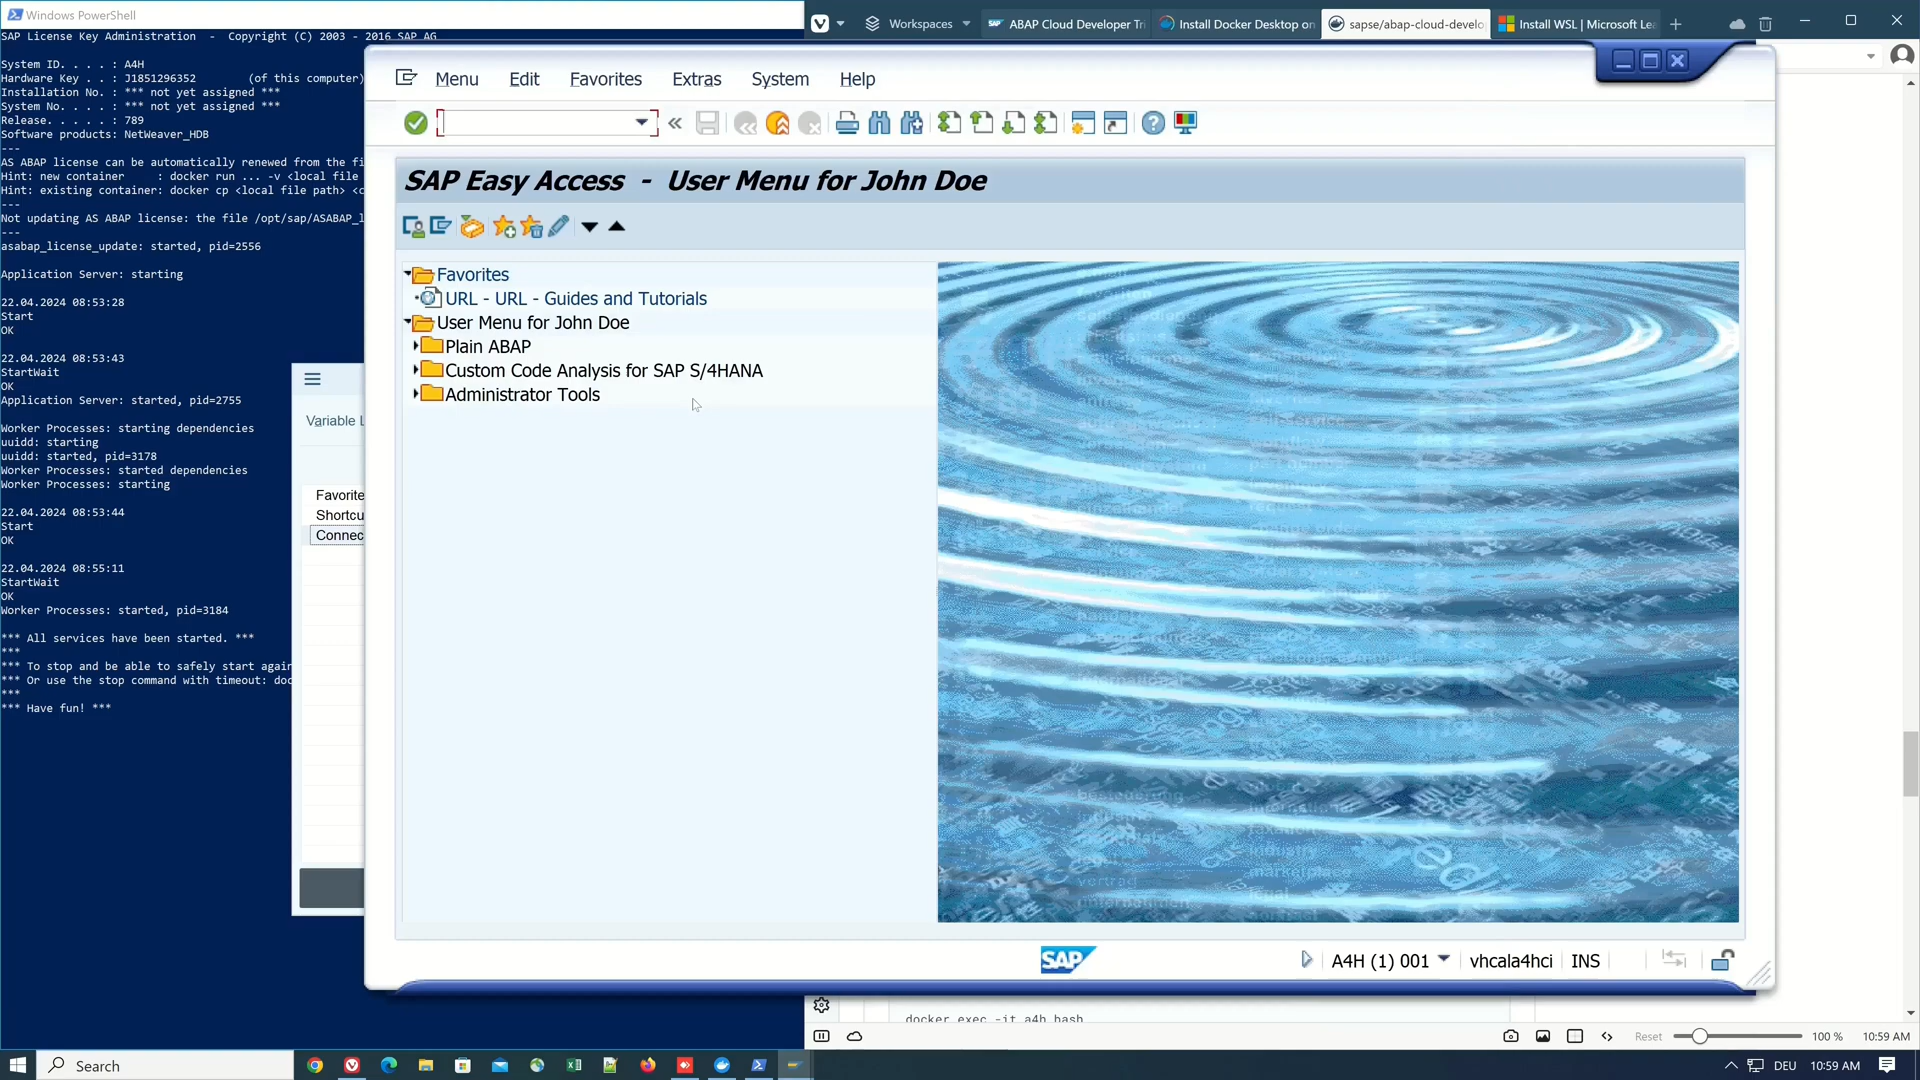 Windows PowerShell
SAP License Key Administration  -  Copyright (C) 2003 - 2016 SAP AG
System ID. . . . : A4H
Hardware Key . . : J1851296352        (of this computer)
Installation No. : *** not yet assigned ***
System No. . . . : *** not yet assigned ***
Release. . . . . : 789
Software products: NetWeaver_HDB
---
AS ABAP license can be automatically renewed from the fi
Hint: new container     : docker run ... -v <local file
Hint: existing container: docker cp <local file path> <c
---
Not updating AS ABAP license: the file /opt/sap/ASABAP_l
---
asabap_license_update: started, pid=2556
Application Server: starting
22.04.2024 08:53:28
Start
OK
22.04.2024 08:53:43
StartWait
OK
Application Server: started, pid=2755
Worker Processes: starting dependencies
uuidd: starting
uuidd: started, pid=3178
Worker Processes: started dependencies
Worker Processes: starting
22.04.2024 08:53:44
Start
OK
22.04.2024 08:55:11
StartWait
OK
Worker Processes: started, pid=3184
*** All services have been started. ***
***
*** To stop and be able to safely start again
*** Or use the stop command with timeout: doc
***
*** Have fun! ***
Variable L
Favorite
Shortcu
Connec
Workspaces
ABAP Cloud Developer Tri
Install Docker Desktop on
sapse/abap-cloud-develo
Install WSL | Microsoft Lea
Menu Edit Favorites Extras System Help
SAP Easy Access  -  User Menu for John Doe
Favorites
URL - URL - Guides and Tutorials
User Menu for John Doe
Plain ABAP
Custom Code Analysis for SAP S/4HANA
Administrator Tools
SAP
A4H (1) 001
vhcala4hci
INS
docker exec -it a4h bash
Reset
100 %
10:59 AM
Search
DEU
10:59 AM